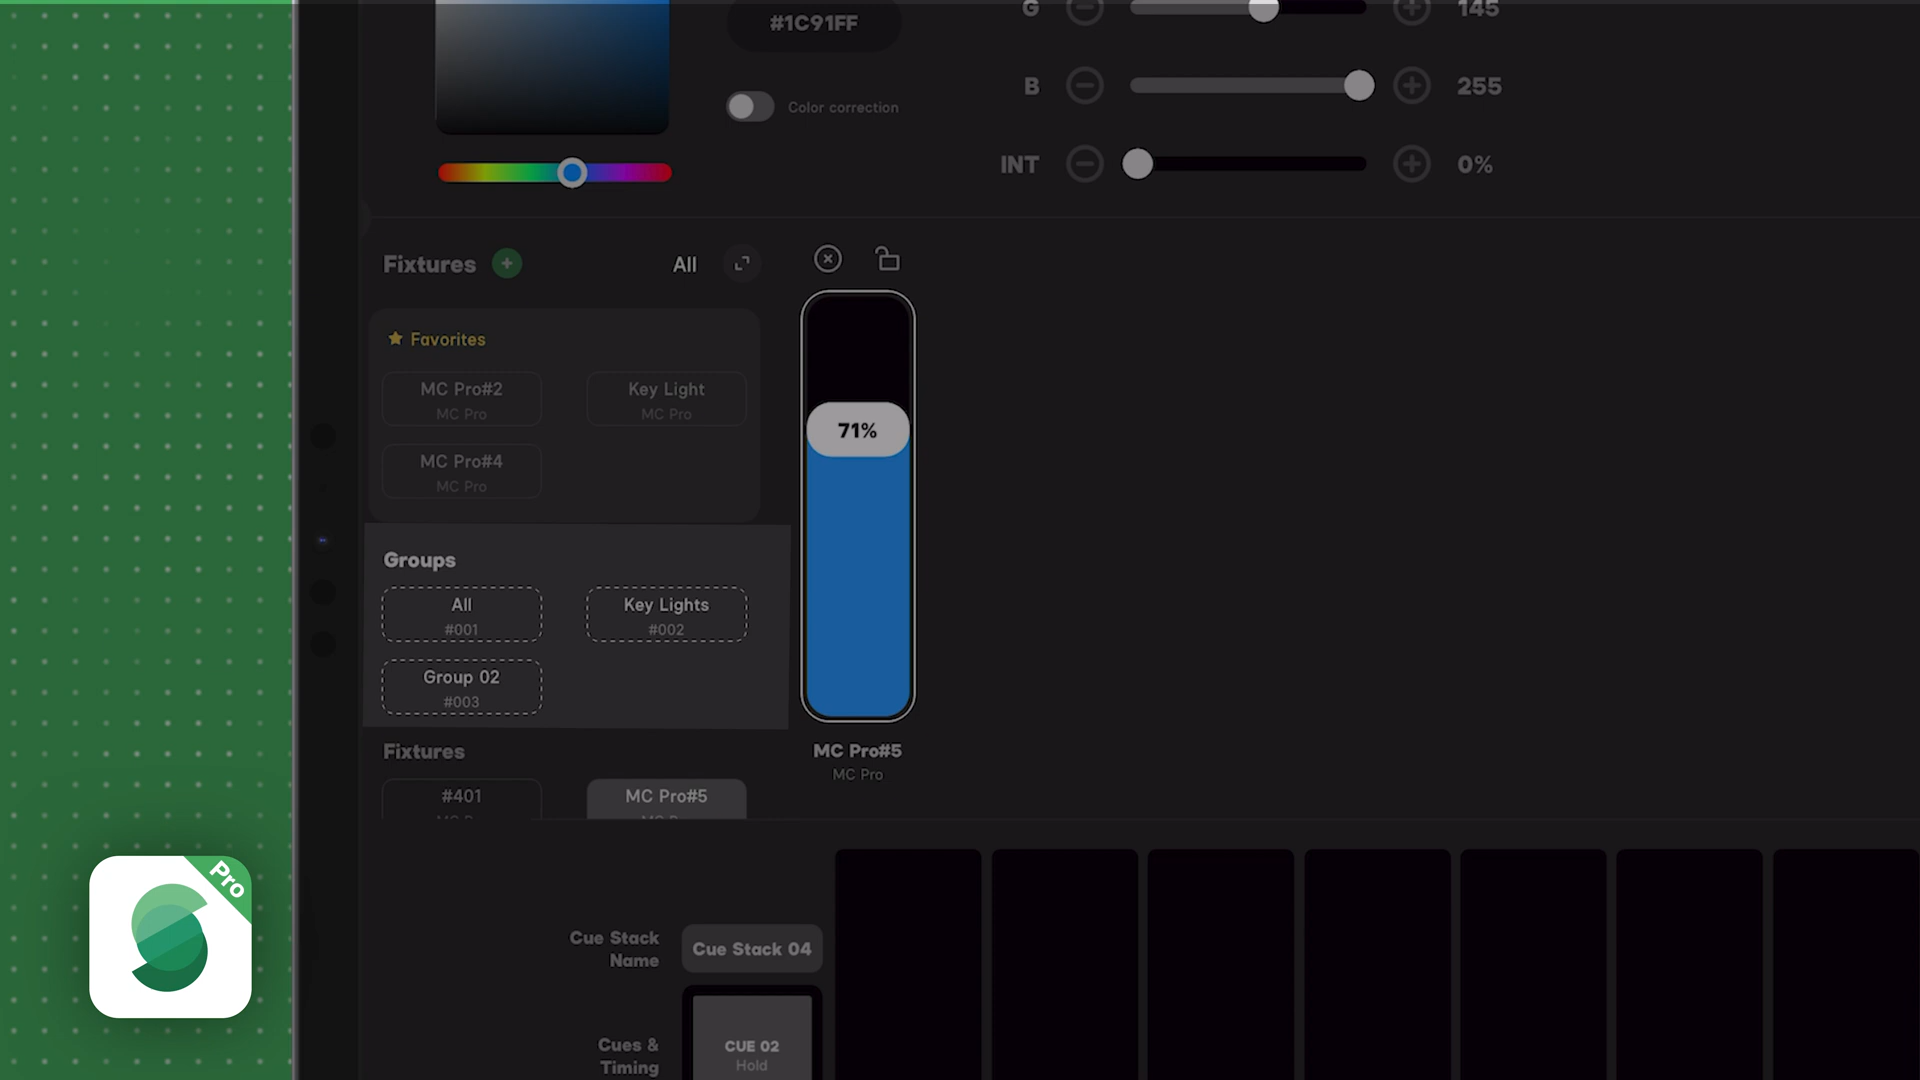 #1C91FF
G
145
Color correction
B
255
INT
0%
Fixtures
All
Favorites
MC Pro#2
MC Pro
Key Light
MC Pro
MC Pro#4
MC Pro
71%
Groups
All
#001
Key Lights
#002
Group 02
#003
MC Pro#5
MC Pro
Fixtures
#401
MC Pro#5
Pro
Cue Stack
Name
Cue Stack 04
Cues &
Timing
CUE 02
Hold